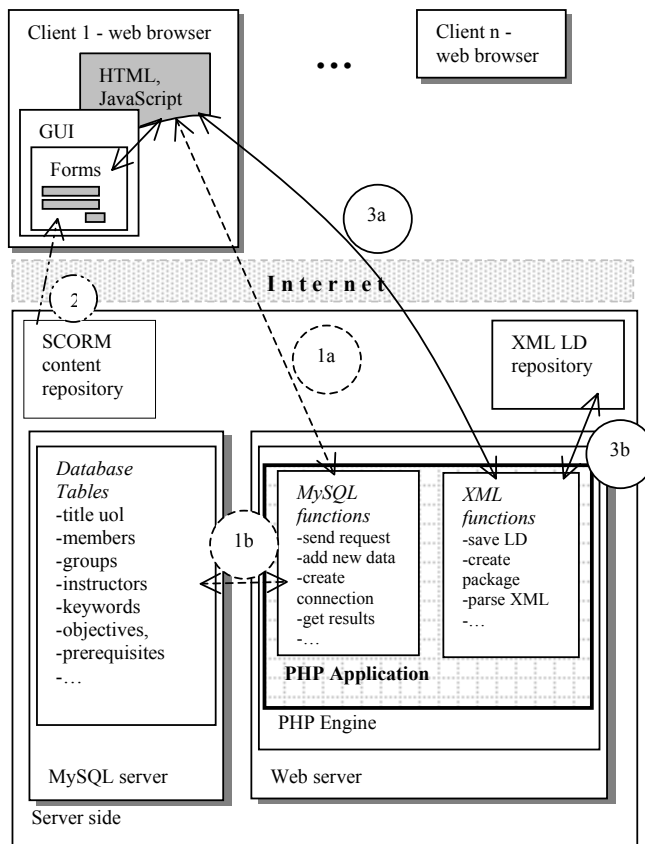 Client 1 - web browser
HTML,
JavaScript
GUI
Forms
...
Client n -
web browser
3a
Internet
2
SCORM
content
repository
1a
XML LD
repository
3b
Database
Tables
-title uol
-members
-groups
-instructors
-keywords
-objectives,
-prerequisites
-…
1b
MySQL
functions
-send request
-add new data
-create
connection
-get results
-…
XML
functions
-save LD
-create
package
-parse XML
-…
PHP Application
PHP Engine
MySQL server
Web server
Server side